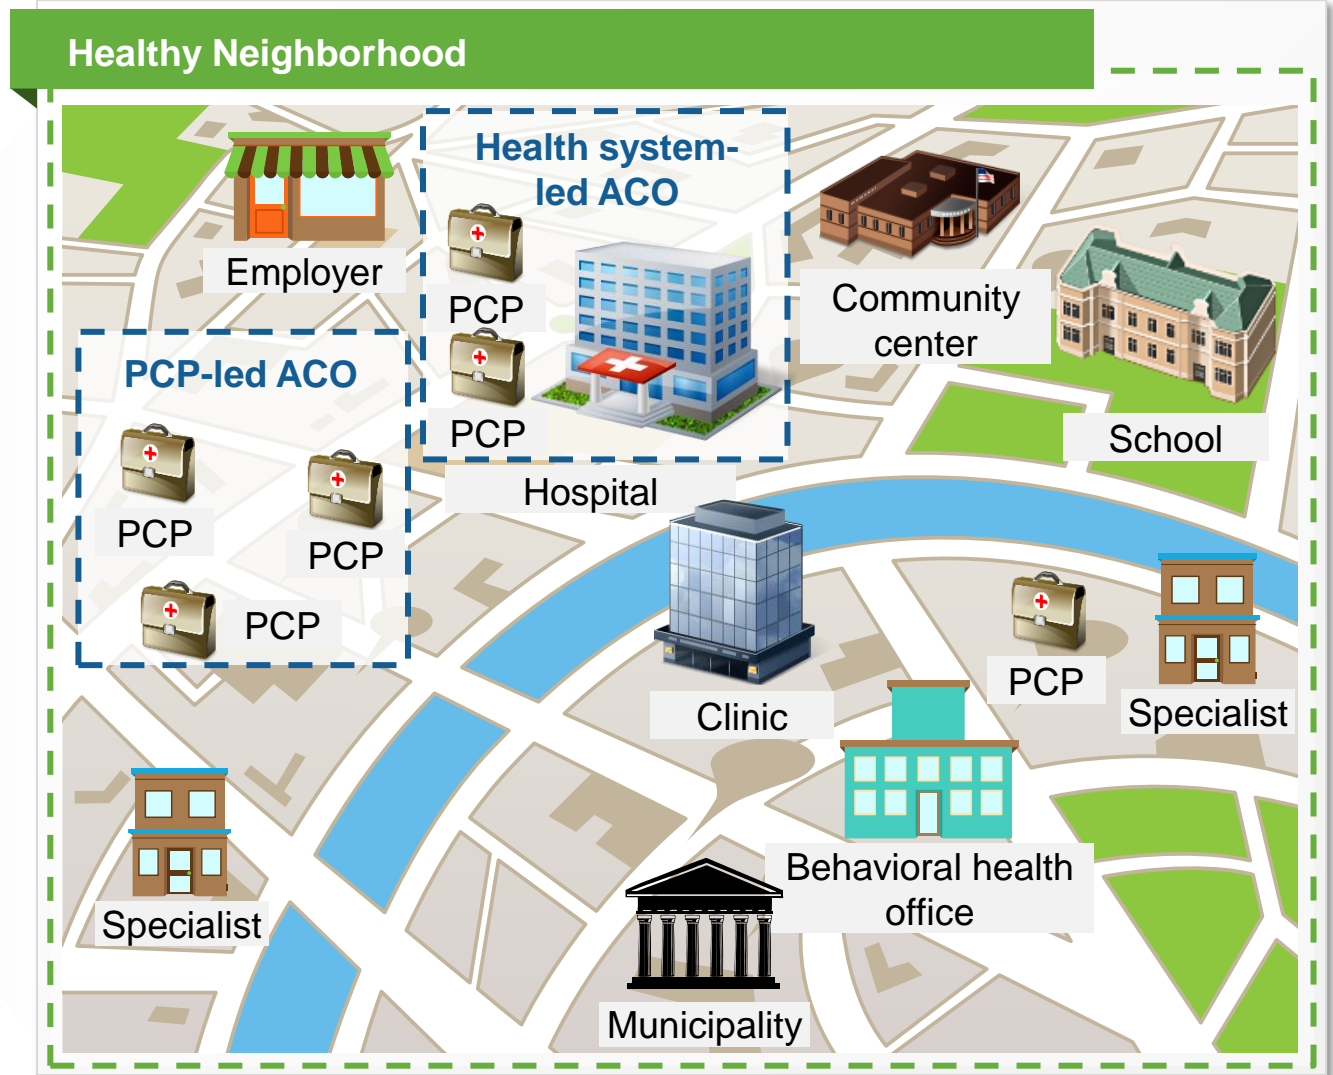 Healthy Neighborhood
Health system-
led ACO
Employer
PCP
Community
center
PCP-led ACO
PCP
School
Hospital
PCP
PCP
PCP
PCP
Specialist
Clinic
Behavioral health
office
Specialist
Municipality